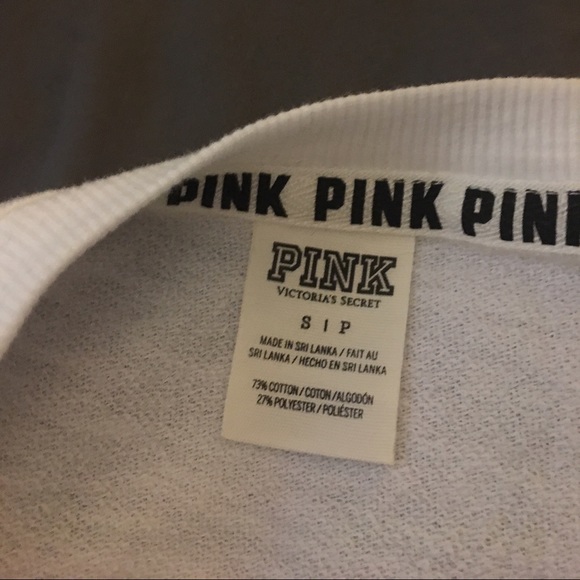 PINK PINK PINK
PINK
VICTORIA'S SECRET
S | P
MADE IN SRI LANKA / FAIT AU
SRI LANKA / HECHO EN SRI LANKA
73% COTTON / COTON / ALGODÓN
27% POLYESTER / POLIÉSTER